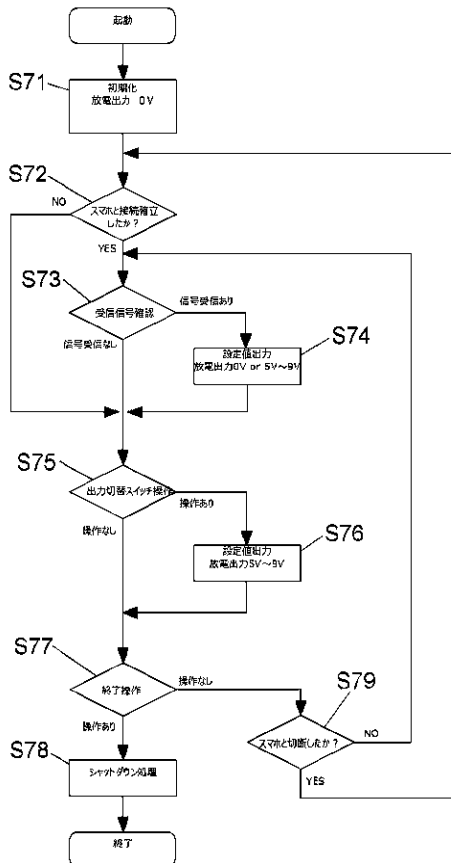 起動
S71
初期化
放電出力 0V
S72
スマホと接続確立
したか?
NO
YES
S73
受信信号確認
信号受信あり
信号受信なし
S74
設定値出力
放電出力0V or 5V～9V
S75
出力切替スイッチ操作
操作あり
操作なし
S76
設定値出力
放電出力5V～9V
S77
終了操作
操作なし
操作あり
S79
スマホと切断したか?
NO
YES
S78
シャットダウン処理
終了